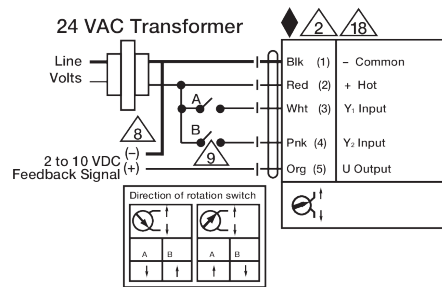 24 VAC Transformer
2
18
Line
Volts
Blk (1) – Common
Red (2) + Hot
A
Wht (3) Y1 Input
B
Pnk (4) Y2 Input
8
9
(–)
2 to 10 VDC
Feedback Signal (+)
Org (5) U Output
Direction of rotation switch
A B A B